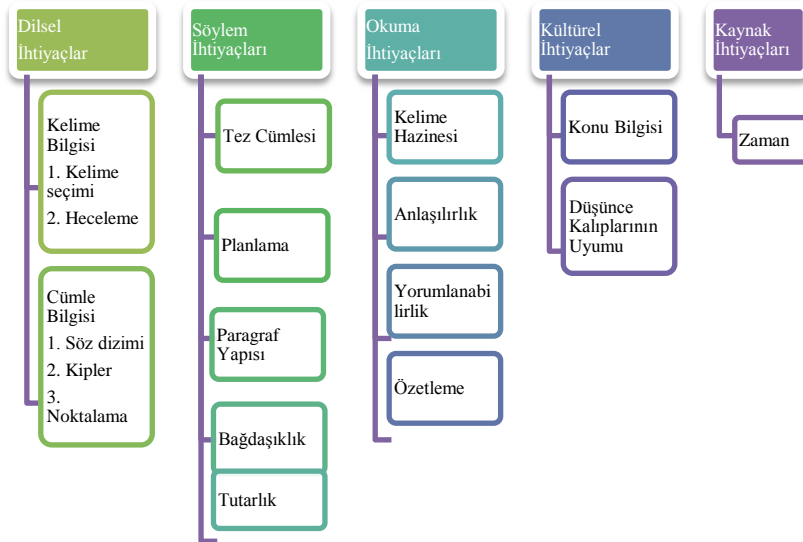 Dilsel
İhtiyaçlar
Kelime
Bilgisi
1. Kelime
seçimi
2. Heceleme
Cümle
Bilgisi
1. Söz dizimi
2. Kipler
3.
Noktalama
Söylem
İhtiyaçları
Tez Cümlesi
Planlama
Paragraf
Yapısı
Bağdaşıklık
Tutarlık
Okuma
İhtiyaçları
Kelime
Hazinesi
Anlaşılırlık
Yorumlanabi
lirlik
Özetleme
Kültürel
İhtiyaçlar
Konu Bilgisi
Düşünce
Kalıplarının
Uyumu
Kaynak
İhtiyaçları
Zaman